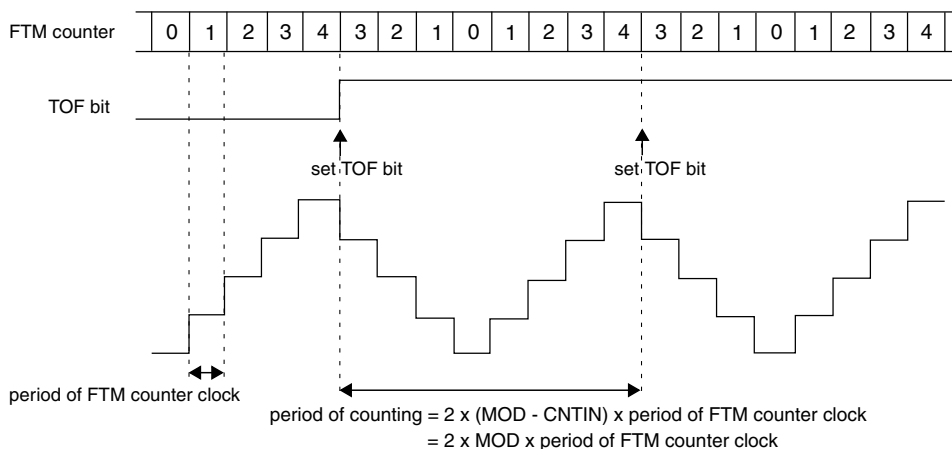 FTM counter 0 1 2 3 4 3 2 1 0 1 2 3 4 3 2 1 0 1 2 3 4
TOF bit
set TOF bit set TOF bit
period of FTM counter clock
period of counting = 2 x (MOD - CNTIN) x period of FTM counter clock
= 2 x MOD x period of FTM counter clock